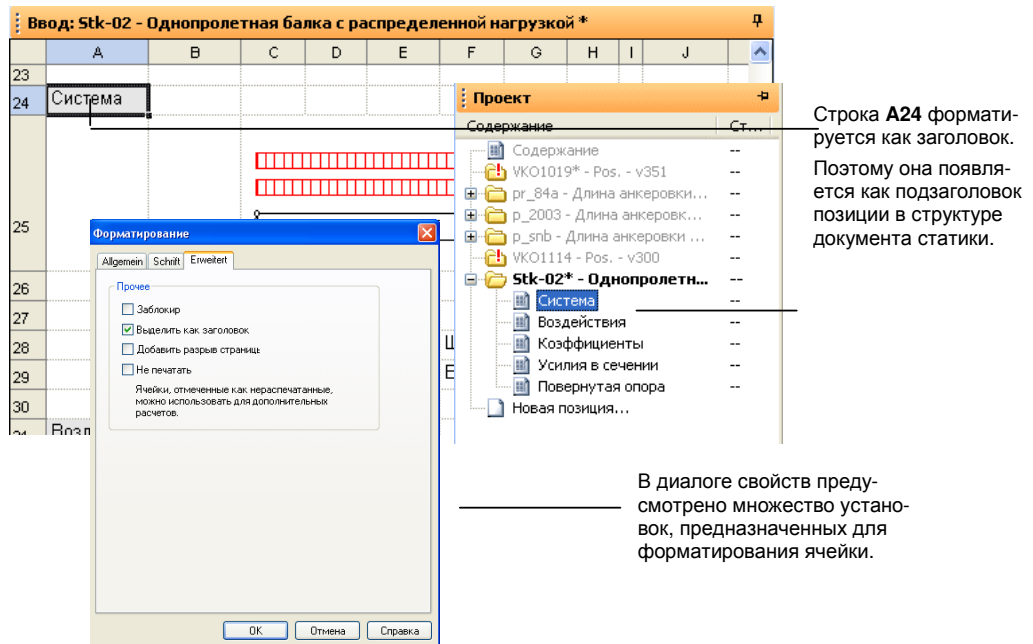 Ввод: Stk-02 - Однопролетная балка с распределенной нагрузкой *
A B C D E F G H I J
23
24 Система
25
26
27
28 Ш
29 Е
30
Проект
Содержание Ст...
Содержание --
VKO1019* - Pos. - v351 --
pr_84a - Длина анкеровки... --
p_2003 - Длина анкеровк... --
p_snb - Длина анкеровки ... --
VKO1114 - Pos. - v300 --
Stk-02* - Однопролетн... --
Система --
Воздействия --
Коэффициенты --
Усилия в сечении --
Повернутая опора --
Новая позиция...
Форматирование
Allgemein Schrift Erweitert
Прочее
Заблокир
Выделить как заголовок
Добавить разрыв страниц
Не печатать
Ячейки, отмеченные как нераспечатанные,
можно использовать для дополнительных
расчетов.
OK Отмена Справка
Строка A24 формати-
руется как заголовок.
Поэтому она появля-
ется как подзаголовок
позиции в структуре
документа статики.
В диалоге свойств преду-
смотрено множество устано-
вок, предназначенных для
форматирования ячейки.